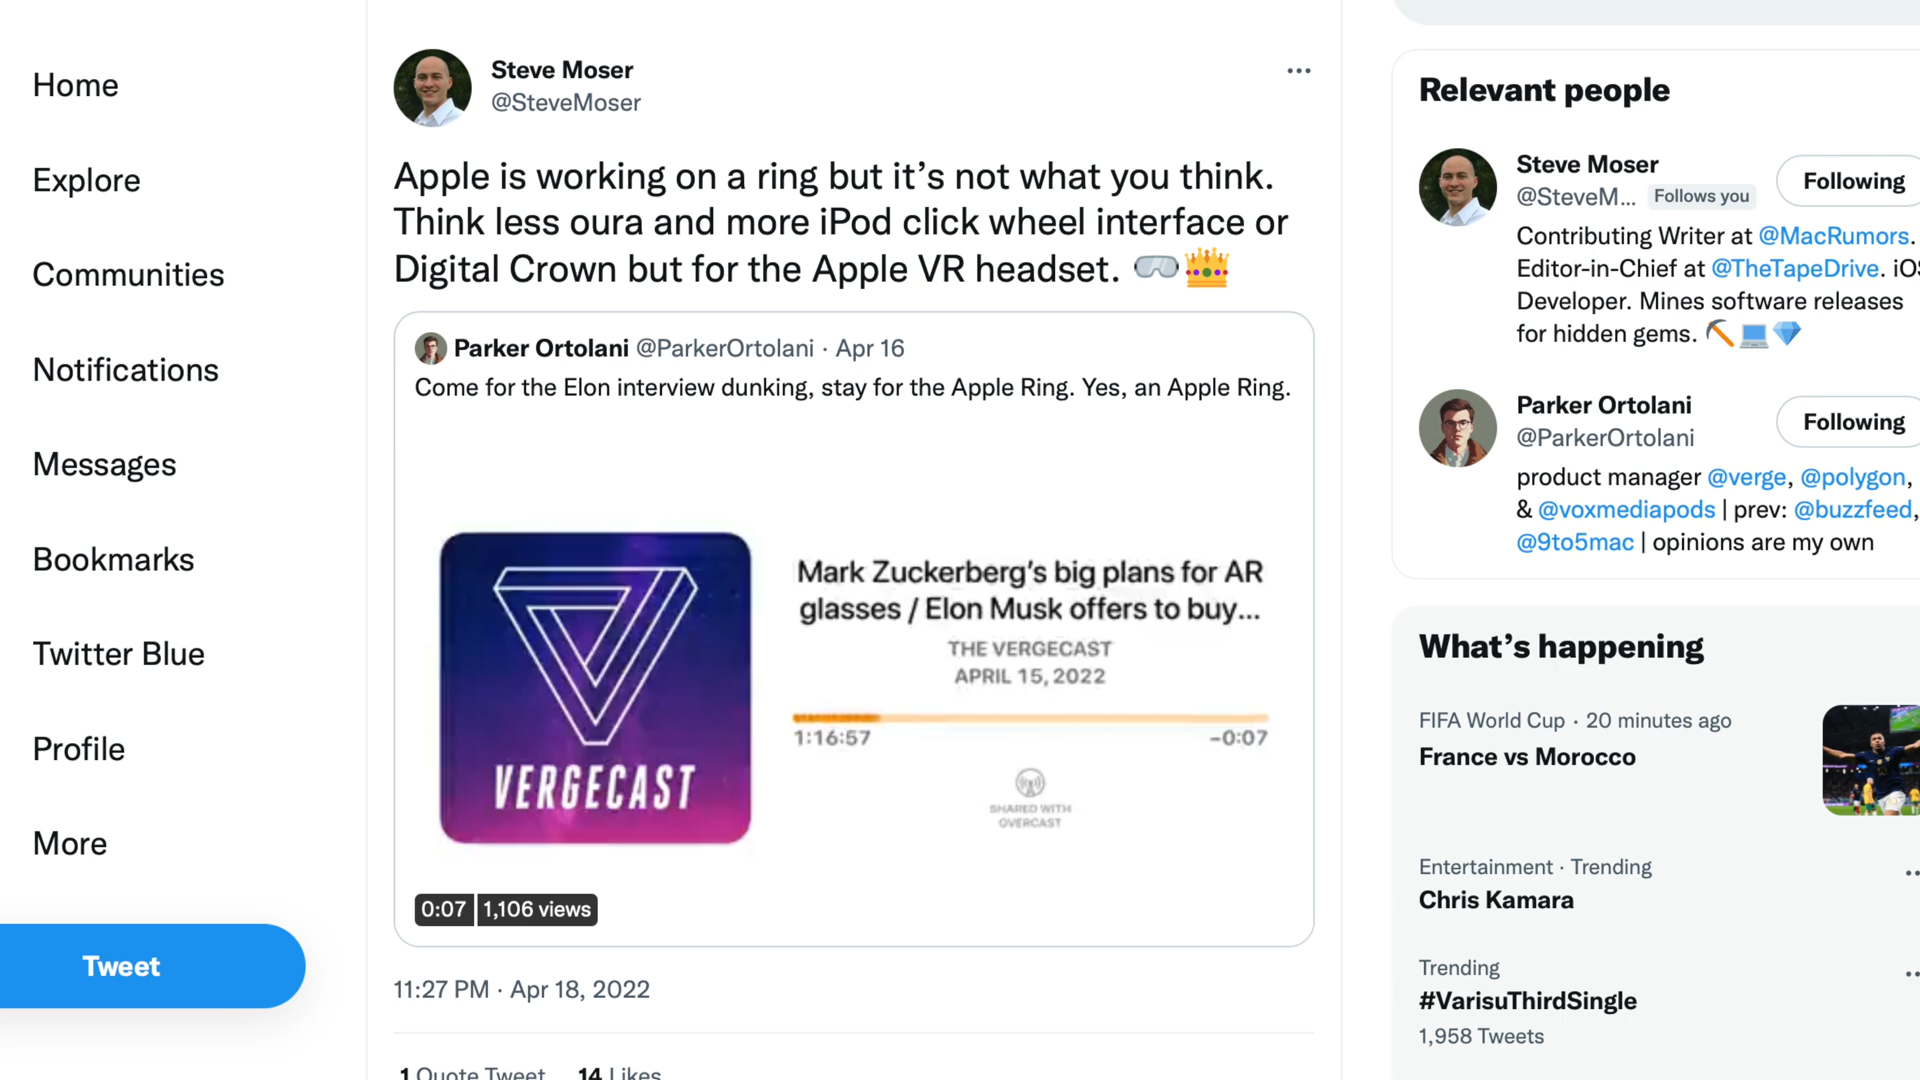 Home
Explore
Communities
Notifications
Messages
Bookmarks
Twitter Blue
Profile
More
Tweet
Steve Moser
@SteveMoser
Apple is working on a ring but it’s not what you think.
Think less oura and more iPod click wheel interface or
Digital Crown but for the Apple VR headset. 🥽👑
Parker Ortolani @ParkerOrtolani · Apr 16
Come for the Elon interview dunking, stay for the Apple Ring. Yes, an Apple Ring.
VERGECAST
Mark Zuckerberg’s big plans for AR
glasses / Elon Musk offers to buy...
THE VERGECAST
APRIL 15, 2022
1:16:57
-0:07
SHARED WITH
OVERCAST
0:07 1,106 views
11:27 PM · Apr 18, 2022
1 Quote Tweet 14 Likes
Relevant people
Steve Moser
@SteveM... Follows you
Following
Contributing Writer at @MacRumors.
Editor-in-Chief at @TheTapeDrive. iOS
Developer. Mines software releases
for hidden gems. ⛏️💻💎
Parker Ortolani
@ParkerOrtolani
Following
product manager @verge, @polygon,
& @voxmediapods | prev: @buzzfeed,
@9to5mac | opinions are my own
What’s happening
FIFA World Cup · 20 minutes ago
France vs Morocco
Entertainment · Trending
Chris Kamara
Trending
#VarisuThirdSingle
1,958 Tweets